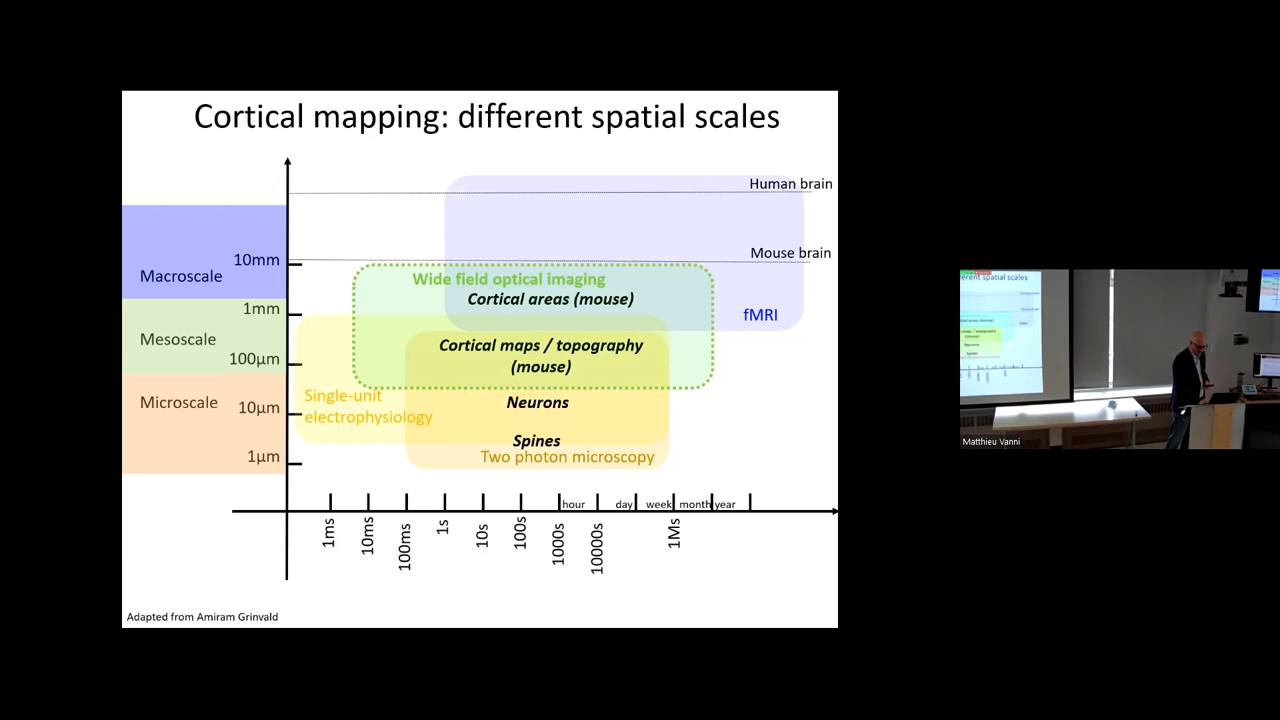 Cortical mapping: different spatial scales
Human brain
Mouse brain
10mm
Macroscale
Wide field optical imaging
Cortical areas (mouse)
1mm
fMRI
Mesoscale
Cortical maps / topography
(mouse)
100µm
Single-unit
electrophysiology
Microscale
10µm
Neurons
Spines
1µm
Two photon microscopy
hour
day
week
month
year
1ms
10ms
100ms
1s
10s
100s
1000s
10000s
1Ms
Adapted from Amiram Grinvald
Matthieu Vanni